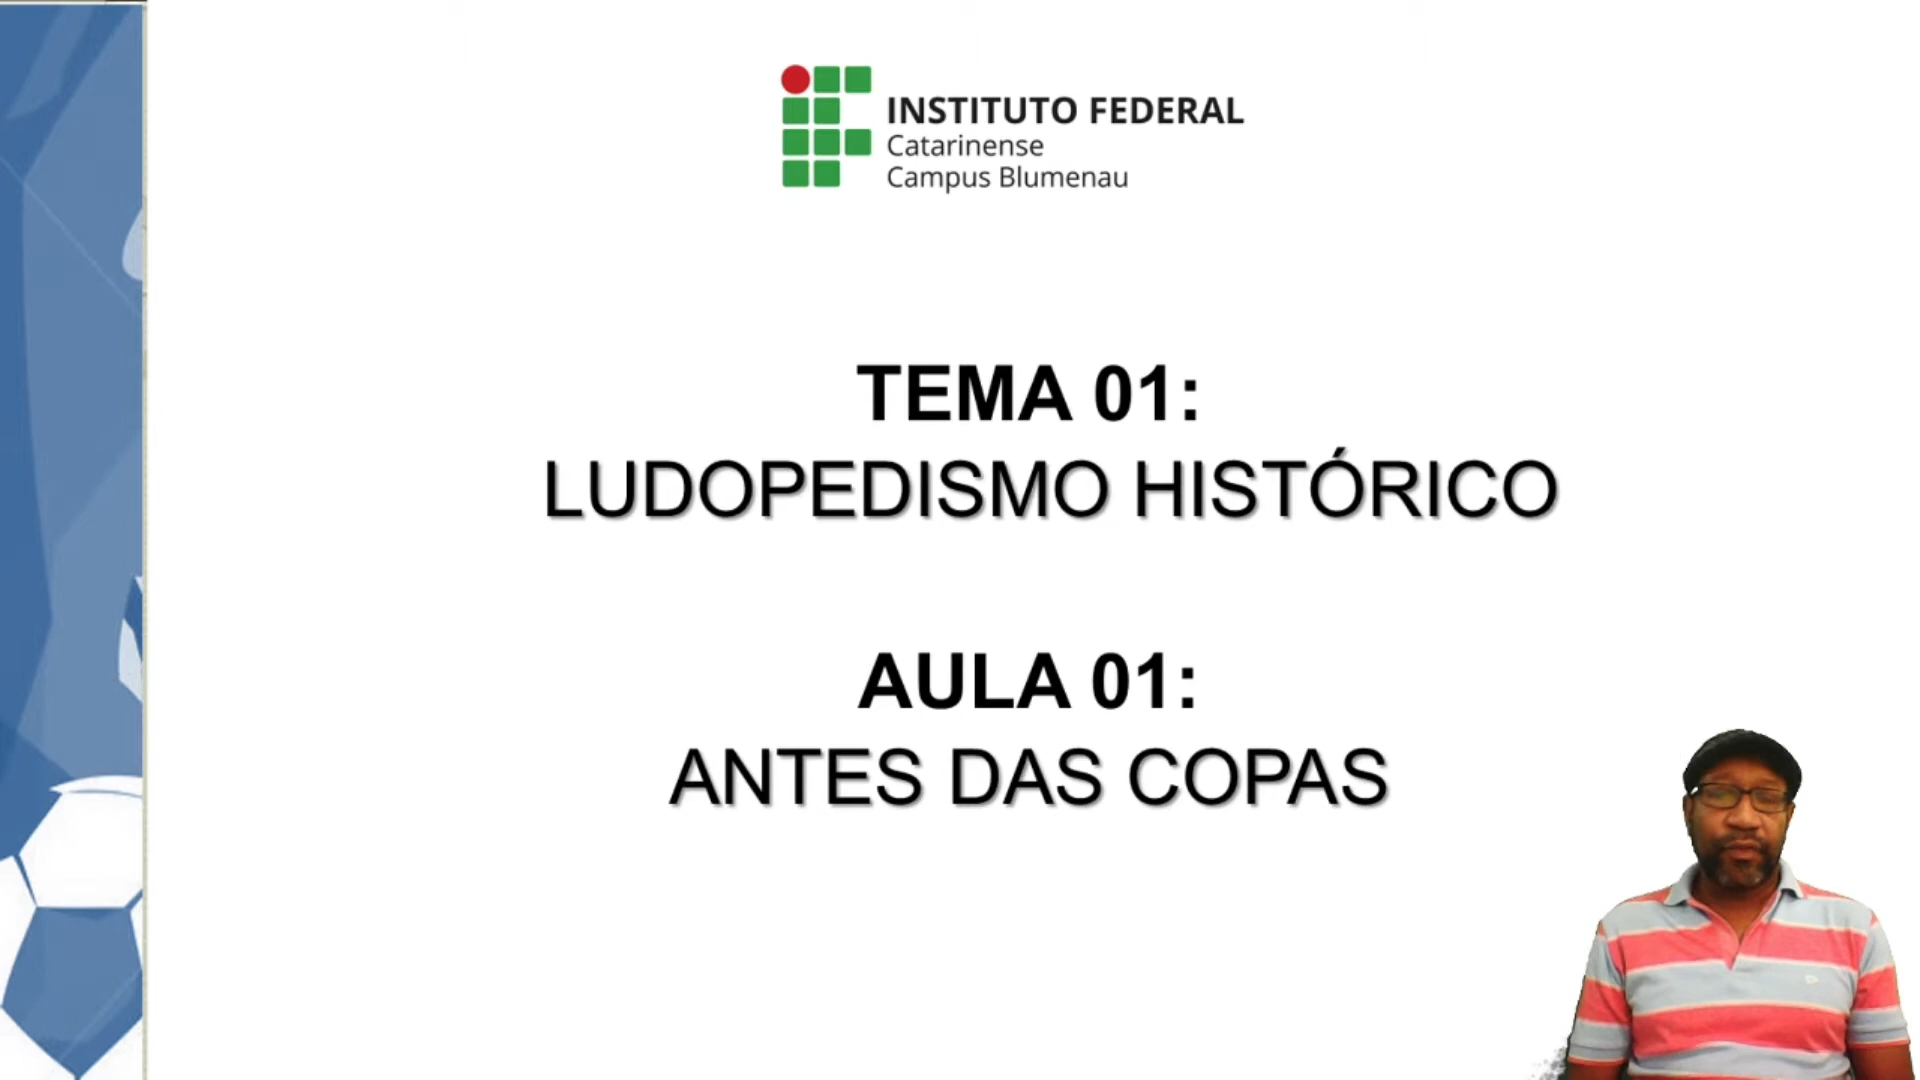 INSTITUTO FEDERAL
Catarinense
Campus Blumenau
TEMA 01:
LUDOPEDISMO HISTÓRICO
AULA 01:
ANTES DAS COPAS